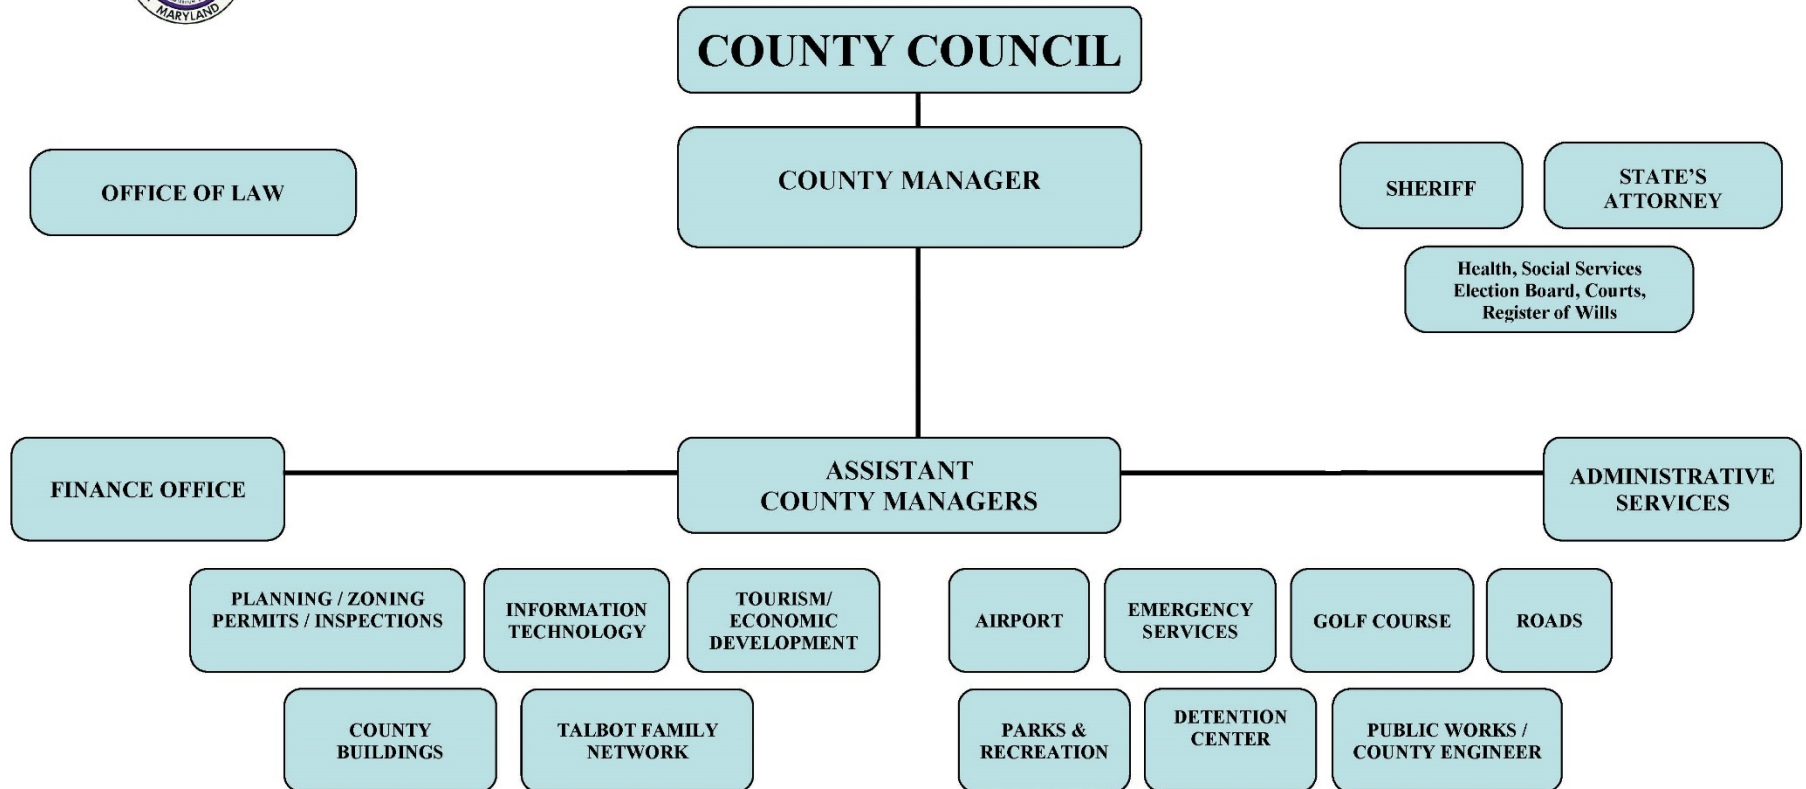 MARYLAND
COUNTY COUNCIL
COUNTY MANAGER
OFFICE OF LAW
SHERIFF
STATE'S
ATTORNEY
Health, Social Services
Election Board, Courts,
Register of Wills
FINANCE OFFICE
ASSISTANT
COUNTY MANAGERS
ADMINISTRATIVE
SERVICES
PLANNING / ZONING
PERMITS / INSPECTIONS
INFORMATION
TECHNOLOGY
TOURISM/
ECONOMIC
DEVELOPMENT
AIRPORT
EMERGENCY
SERVICES
GOLF COURSE
ROADS
COUNTY
BUILDINGS
TALBOT FAMILY
NETWORK
PARKS &
RECREATION
DETENTION
CENTER
PUBLIC WORKS /
COUNTY ENGINEER